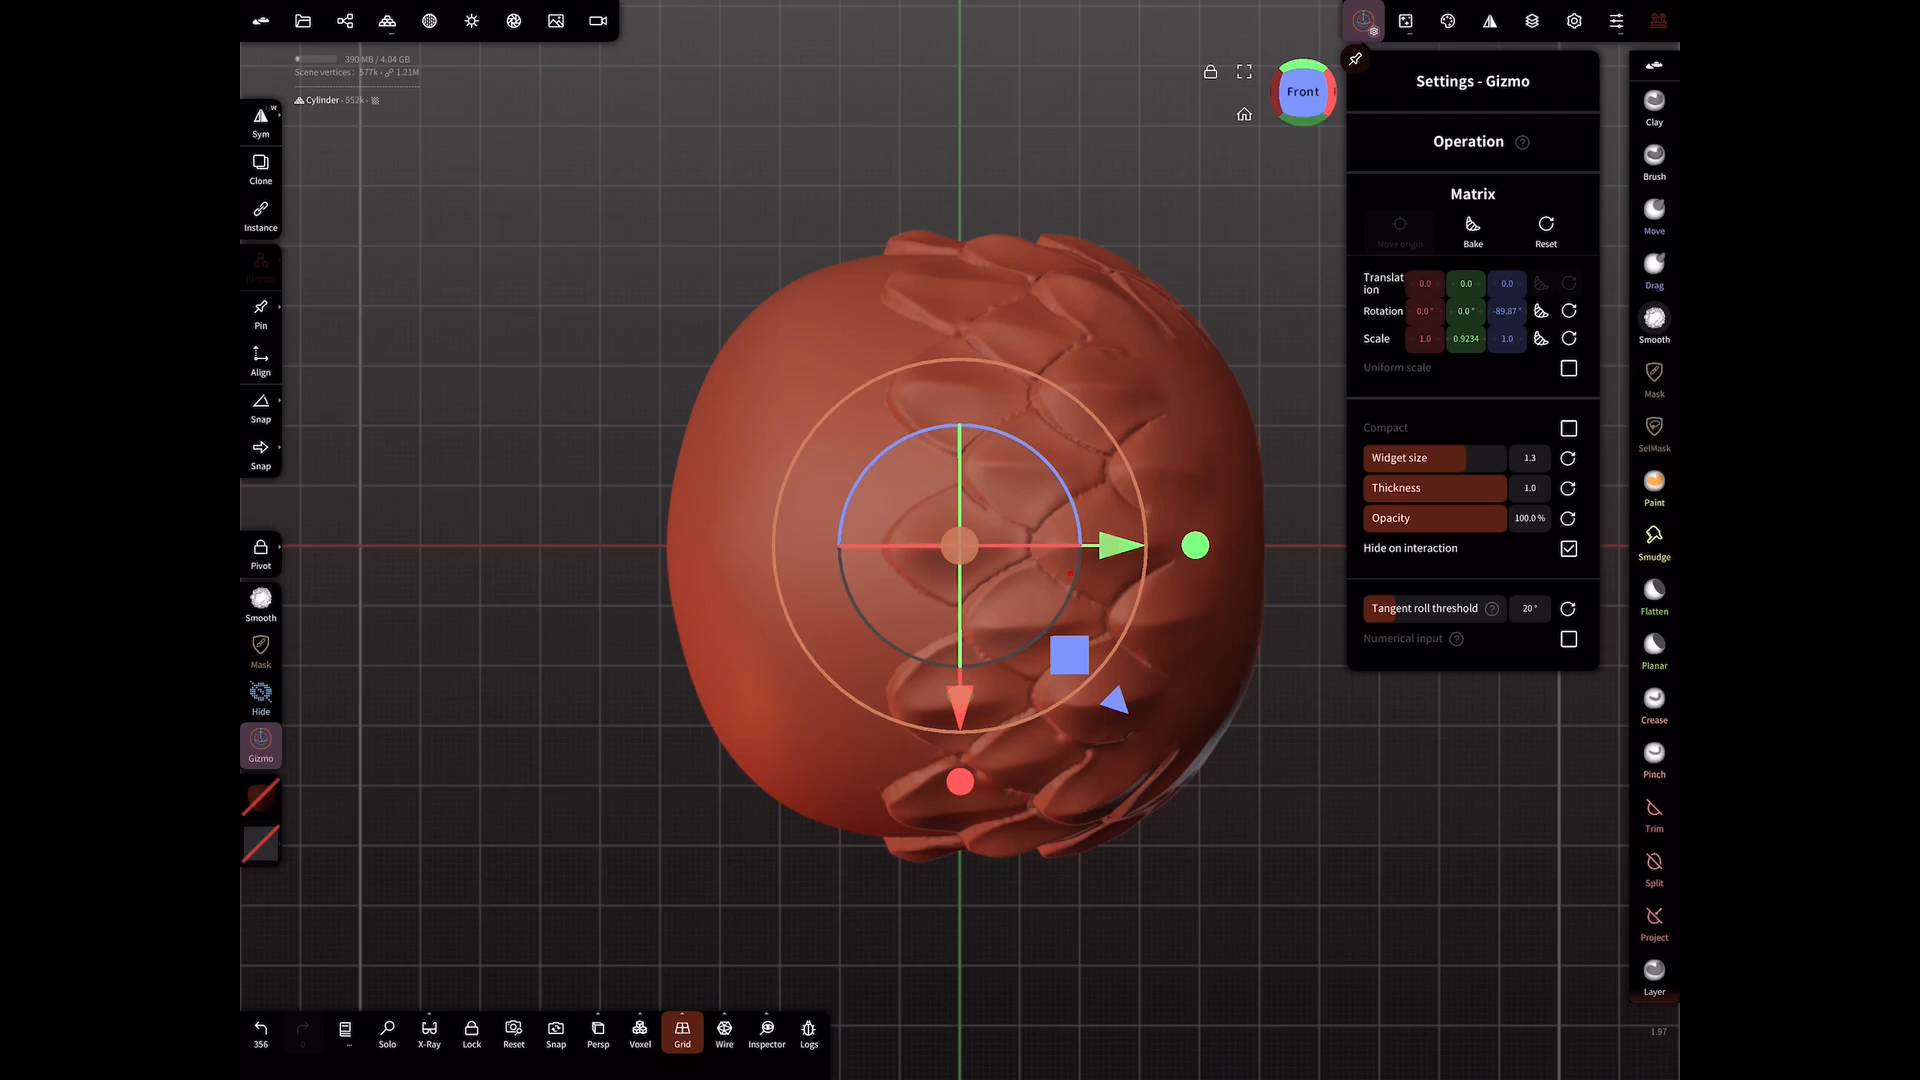 390 MB / 4.04 GB
Scene vertices : 577k · 1.21M
Cylinder · 552k ·
Front
Settings - Gizmo
Operation ?
Matrix
Move origin
Bake
Reset
Translat
ion
0.0
0.0
0.0
Rotation
0.0 °
0.0 °
-89.87 °
Scale
1.0
0.9234
1.0
Uniform scale
Compact
Widget size
1.3
Thickness
1.0
Opacity
100.0 %
Hide on interaction
Tangent roll threshold ?
20 °
Numerical input ?
Sym
Clone
Instance
Pin
Align
Snap
Snap
Pivot
Smooth
Mask
Hide
Gizmo
Clay
Brush
Move
Drag
Smooth
Mask
SelMask
Paint
Smudge
Flatten
Planar
Crease
Pinch
Trim
Split
Project
Layer
1.97
356
0
...
Solo
X-Ray
Lock
Reset
Snap
Persp
Voxel
Grid
Wire
Inspector
Logs